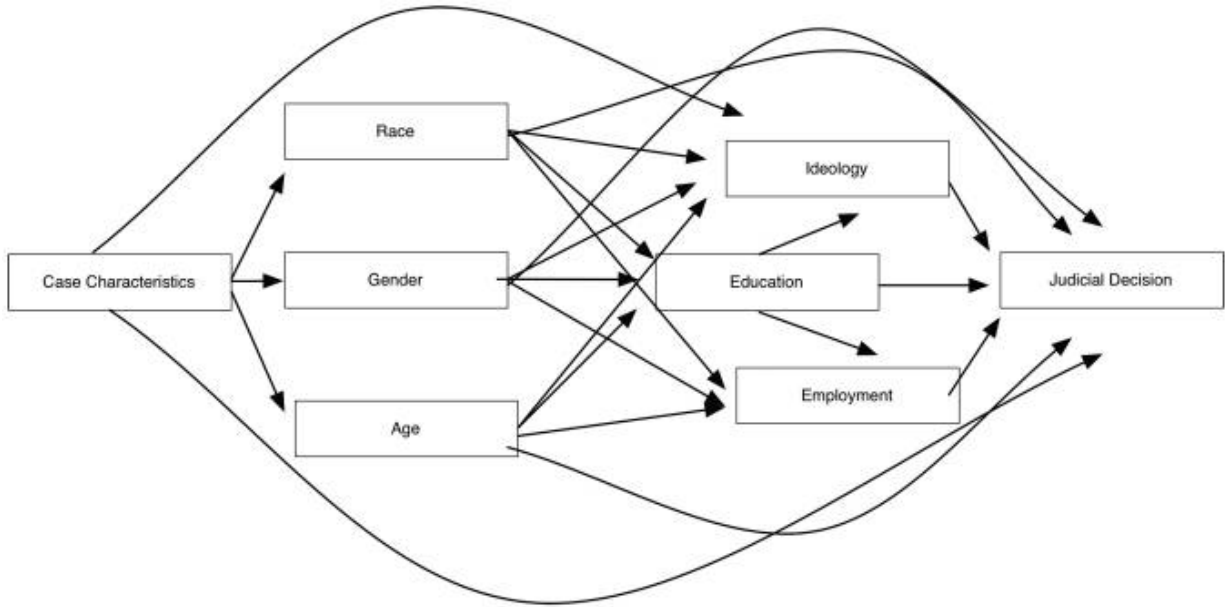 Race
Ideology
Case Characteristics
Gender
Education
Judicial Decision
Employment
Age